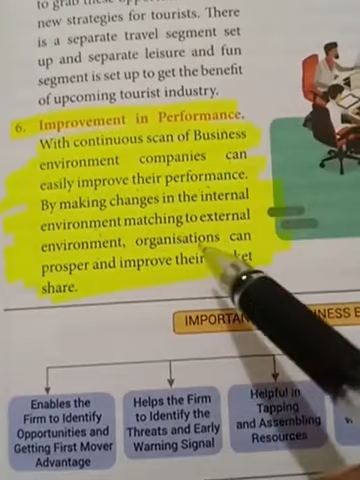 to grab these
new strategies for tourists. There
is a separate travel segment set
up and separate leisure and fun
segment is set up to get the benefit
of upcoming tourist industry.
6. Improvement in Performance.
With continuous scan of Business
environment companies can
easily improve their performance.
By making changes in the internal
environment matching to external
environment, organisations can
prosper and improve their
share.
IMPORTAN
Enables the
Firm to Identify
Opportunities and
Getting First Mover
Advantage
Helps the Firm
to Identify the
Threats and Early
Warning Signal
Helpful in
Tapping
and Assembling
Resources